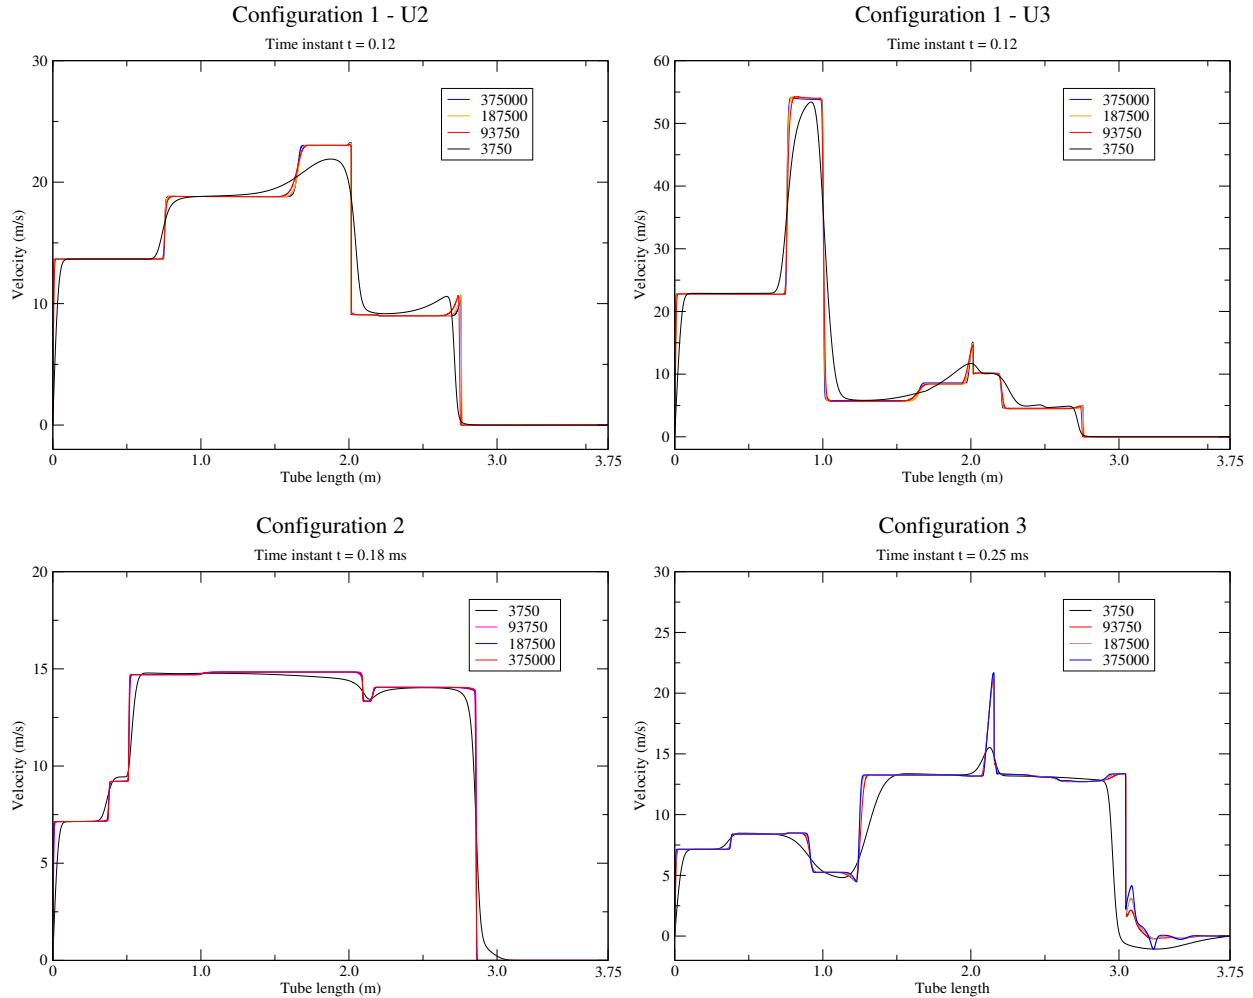 Configuration 1 - U2
Time instant t = 0.12
30
20
10
0
Velocity (m/s)
375000
187500
93750
3750
0 1.0 2.0 3.0 3.75
Tube length (m)
Configuration 1 - U3
Time instant t = 0.12
60
50
40
30
20
10
0
Velocity (m/s)
375000
187500
93750
3750
0 1.0 2.0 3.0 3.75
Tube length (m)
Configuration 2
Time instant t = 0.18 ms
20
15
10
5
0
Velocity (m/s)
3750
93750
187500
375000
0 1.0 2.0 3.0 3.75
Tube length (m)
Configuration 3
Time instant t = 0.25 ms
30
25
20
15
10
5
0
Velocity (m/s)
3750
93750
187500
375000
0 1.0 2.0 3.0 3.75
Tube length